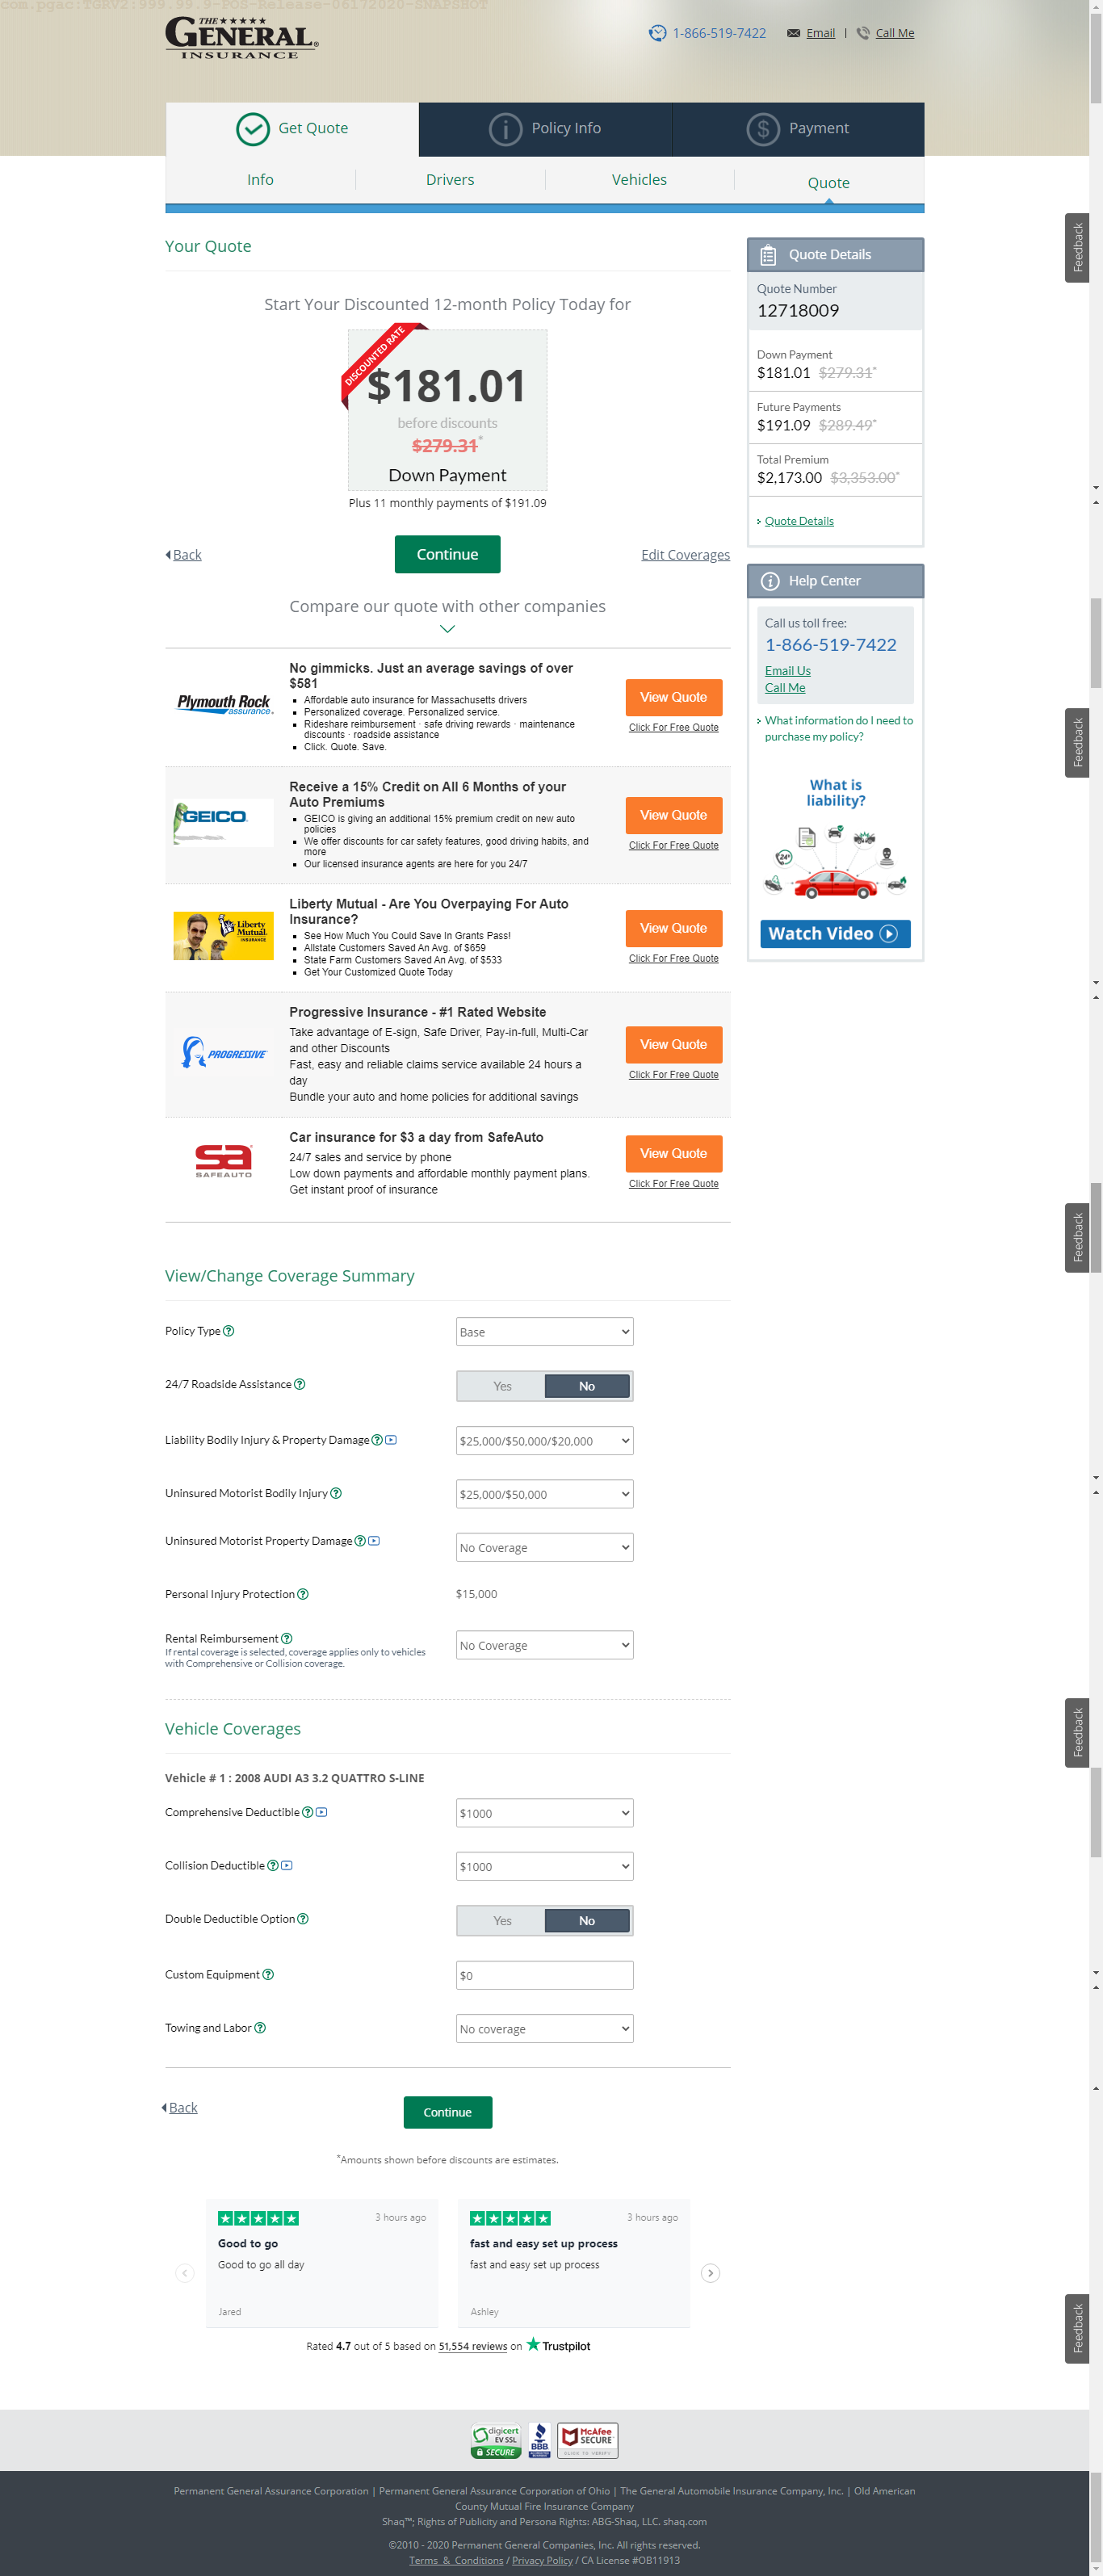 com.pgac:TGRV2:999.99.9-POS-Release-06172020-SNAPSHOT
THE
GENERAL®
INSURANCE
1-866-519-7422
Email
Call Me
Get Quote
Policy Info
Payment
Info
Drivers
Vehicles
Quote
Your Quote
Start Your Discounted 12-month Policy Today for
DISCOUNTED RATE
$181.01
before discounts
$279.31*
Down Payment
Plus 11 monthly payments of $191.09
Back
Continue
Edit Coverages
Quote Details
Quote Number
12718009
Down Payment
$181.01 $279.31*
Future Payments
$191.09 $289.49*
Total Premium
$2,173.00 $3,353.00*
Quote Details
Help Center
Call us toll free:
1-866-519-7422
Email Us
Call Me
What information do I need to
purchase my policy?
What is
liability?
24
Watch Video
Compare our quote with other companies
Plymouth Rock
assurance
No gimmicks. Just an average savings of over
$581
Affordable auto insurance for Massachusetts drivers
Personalized coverage. Personalized service.
Rideshare reimbursement · safe driving rewards · maintenance
discounts · roadside assistance
Click. Quote. Save.
View Quote
Click For Free Quote
GEICO
Receive a 15% Credit on All 6 Months of your
Auto Premiums
GEICO is giving an additional 15% premium credit on new auto
policies
We offer discounts for car safety features, good driving habits, and
more
Our licensed insurance agents are here for you 24/7
View Quote
Click For Free Quote
Liberty
Mutual
INSURANCE
Liberty Mutual - Are You Overpaying For Auto
Insurance?
See How Much You Could Save In Grants Pass!
Allstate Customers Saved An Avg. of $659
State Farm Customers Saved An Avg. of $533
Get Your Customized Quote Today
View Quote
Click For Free Quote
PROGRESSIVE
Progressive Insurance - #1 Rated Website
Take advantage of E-sign, Safe Driver, Pay-in-full, Multi-Car
and other Discounts
Fast, easy and reliable claims service available 24 hours a
day
Bundle your auto and home policies for additional savings
View Quote
Click For Free Quote
sa
SAFEAUTO
Car insurance for $3 a day from SafeAuto
24/7 sales and service by phone
Low down payments and affordable monthly payment plans.
Get instant proof of insurance
View Quote
Click For Free Quote
View/Change Coverage Summary
Policy Type
Base
24/7 Roadside Assistance
Yes No
Liability Bodily Injury & Property Damage
$25,000/$50,000/$20,000
Uninsured Motorist Bodily Injury
$25,000/$50,000
Uninsured Motorist Property Damage
No Coverage
Personal Injury Protection
$15,000
Rental Reimbursement
If rental coverage is selected, coverage applies only to vehicles
with Comprehensive or Collision coverage.
No Coverage
Vehicle Coverages
Vehicle # 1 : 2008 AUDI A3 3.2 QUATTRO S-LINE
Comprehensive Deductible
$1000
Collision Deductible
$1000
Double Deductible Option
Yes No
Custom Equipment
$0
Towing and Labor
No coverage
Back
Continue
*Amounts shown before discounts are estimates.
3 hours ago
Good to go
Good to go all day
Jared
3 hours ago
fast and easy set up process
fast and easy set up process
Ashley
Rated 4.7 out of 5 based on 51,554 reviews on Trustpilot
digicert
EV SSL
SECURE
BBB
McAfee
SECURE
CLICK TO VERIFY
Permanent General Assurance Corporation | Permanent General Assurance Corporation of Ohio | The General Automobile Insurance Company, Inc. | Old American
County Mutual Fire Insurance Company
Shaq™; Rights of Publicity and Persona Rights: ABG-Shaq, LLC. shaq.com
©2010 - 2020 Permanent General Companies, Inc. All rights reserved.
Terms & Conditions / Privacy Policy / CA License #OB11913
Feedback
Feedback
Feedback
Feedback
Feedback